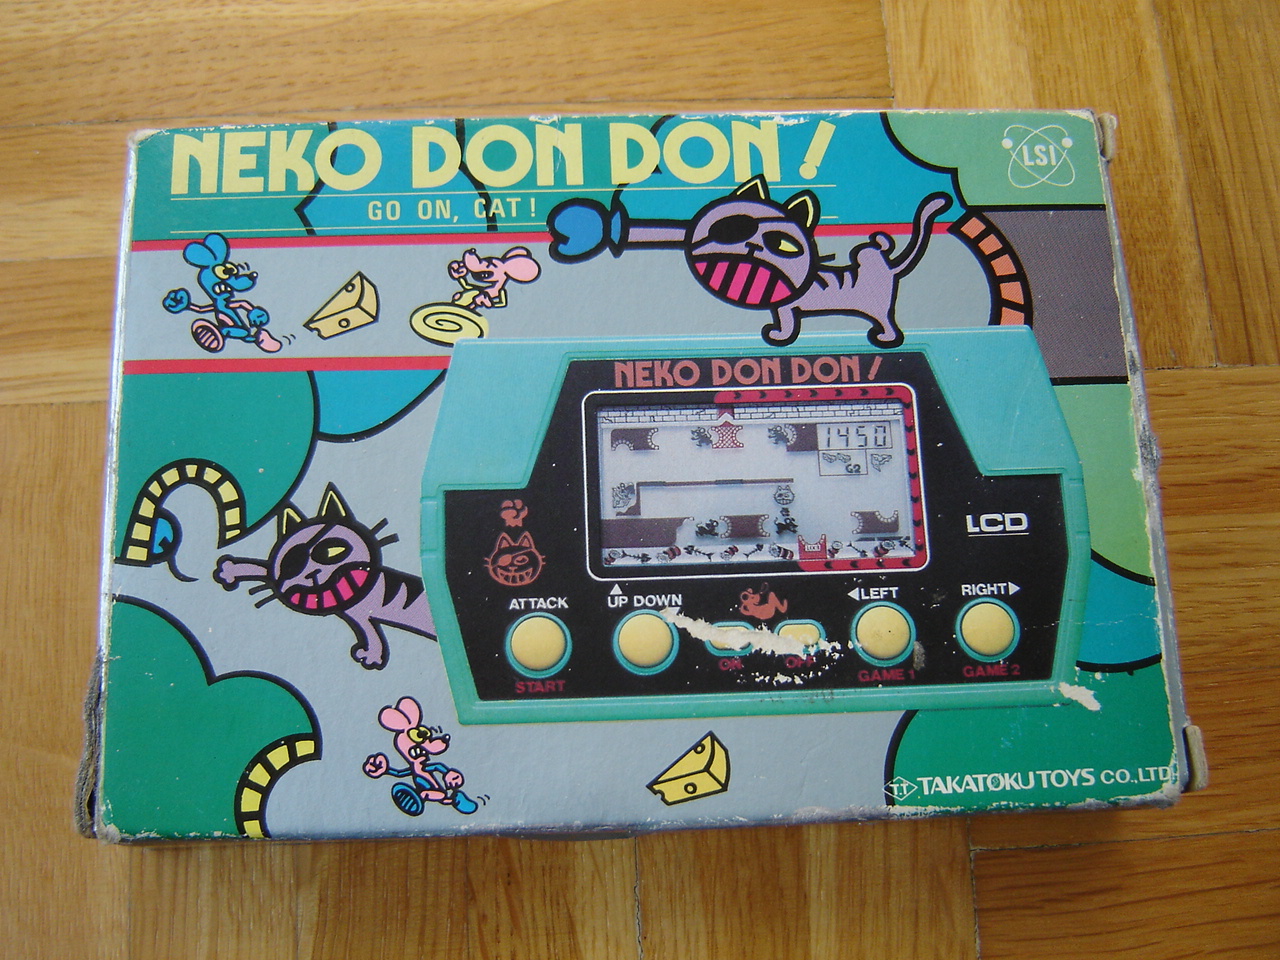 NEKO DON DON!
LSI
GO ON, CAT!
NEKO DON DON!
1450
G2
LCD
ATTACK
UP DOWN
◀LEFT
RIGHT▶
ON
OFF
START
GAME 1
GAME 2
T.T TAKATOKU TOYS CO.,LTD